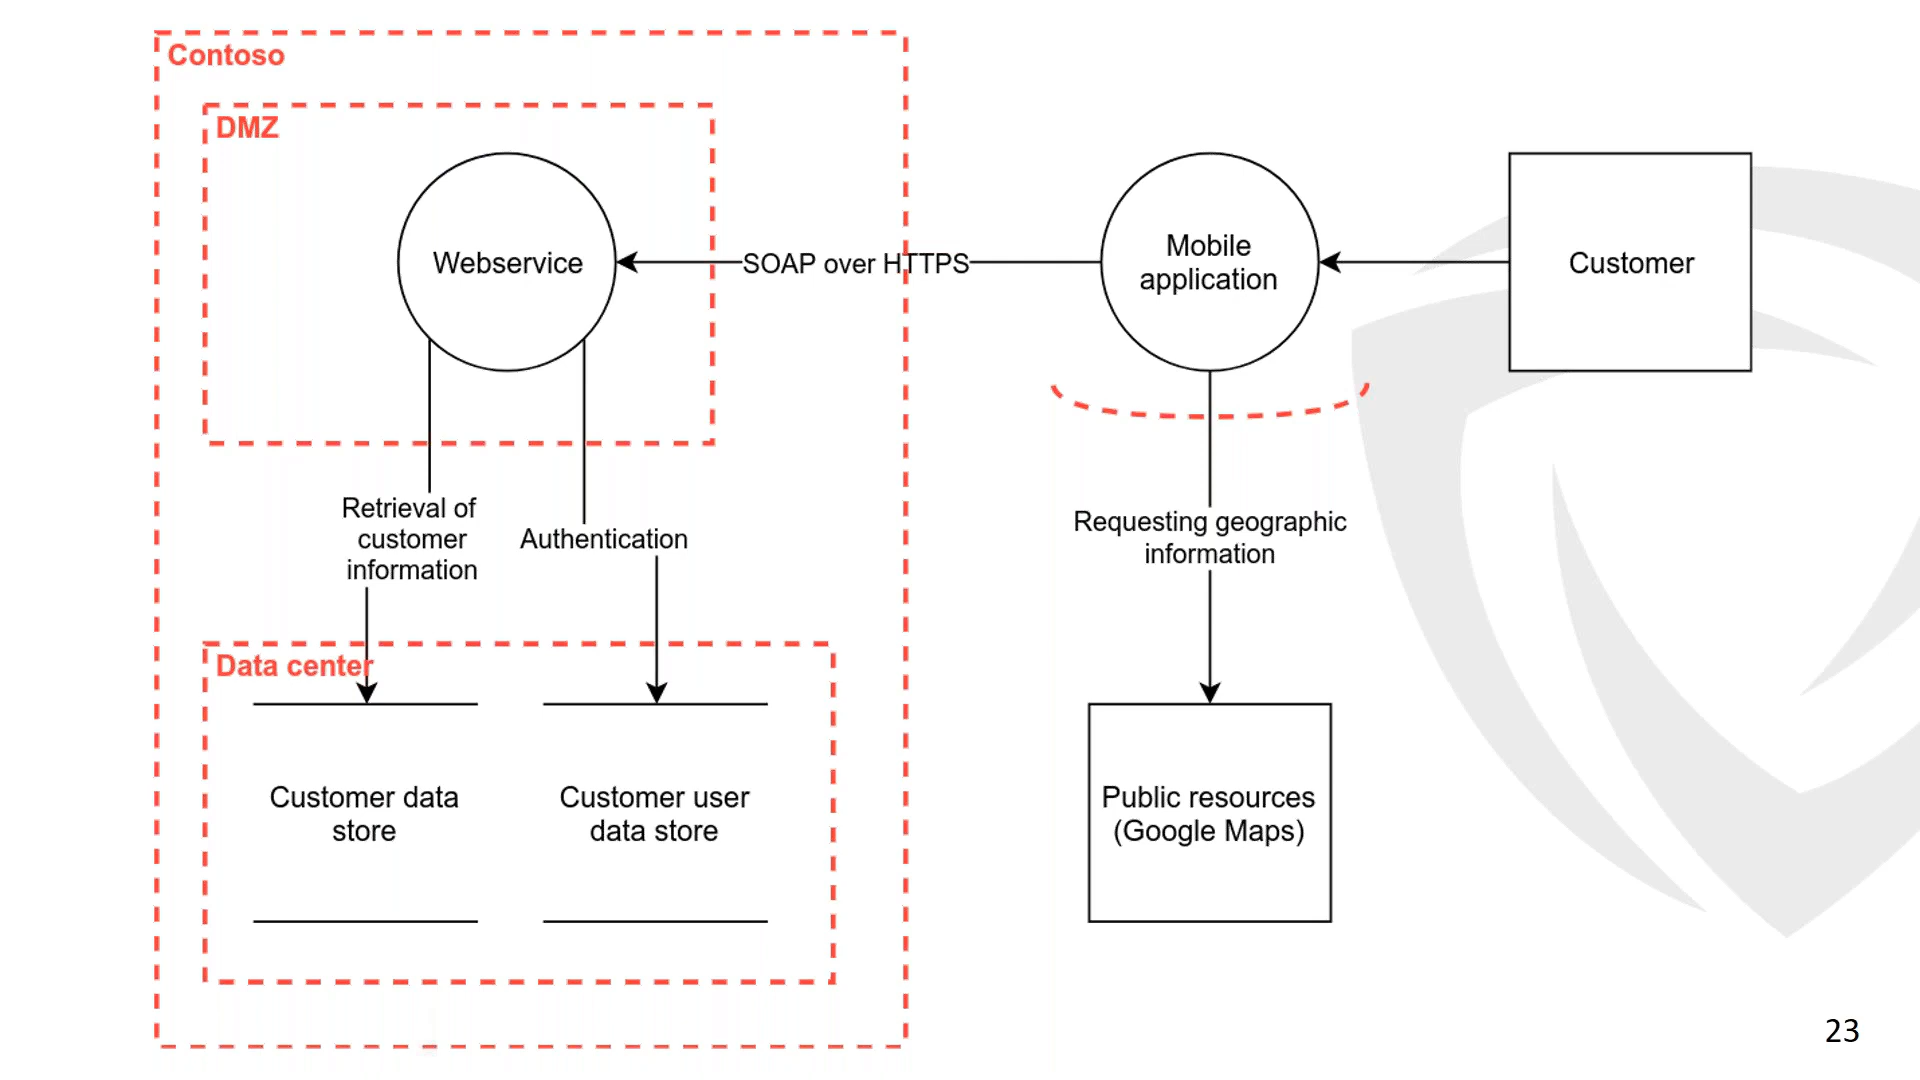 Contoso
DMZ
Webservice
SOAP over HTTPS
Mobile
application
Customer
Retrieval of
customer
information
Authentication
Requesting geographic
information
Data center
Customer data
store
Customer user
data store
Public resources
(Google Maps)
23